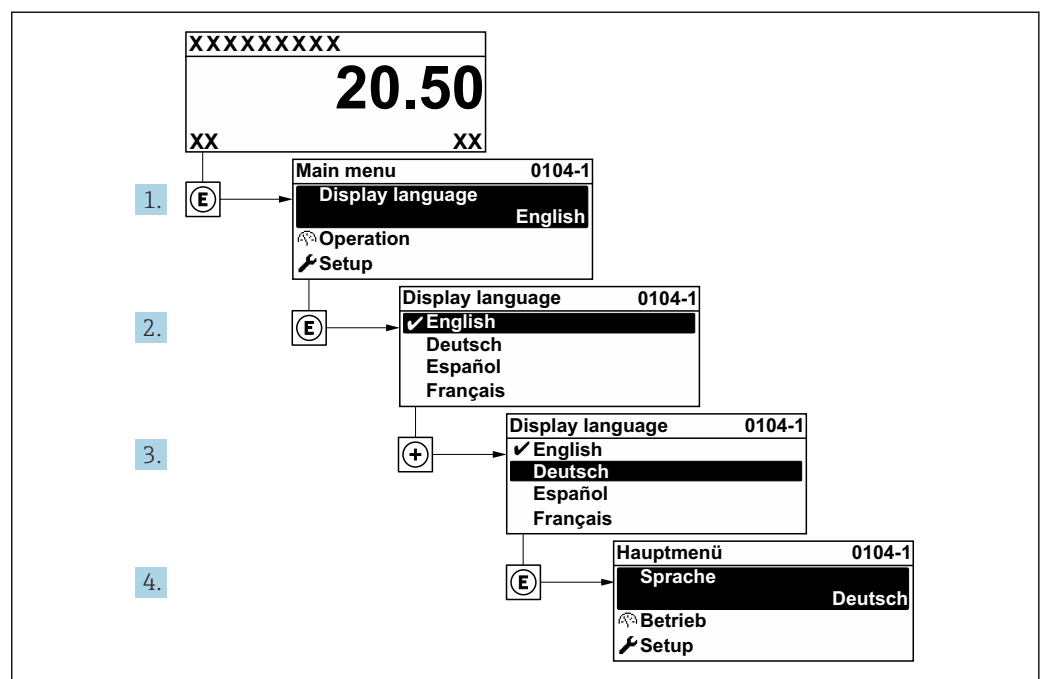 XXXXXXXXX
20.50
XX XX
1. E
Main menu 0104-1
Display language
English
Operation
Setup
2. E
Display language 0104-1
✔English
Deutsch
Español
Français
3. +
Display language 0104-1
✔English
Deutsch
Español
Français
4. E
Hauptmenü 0104-1
Sprache
Deutsch
Betrieb
Setup